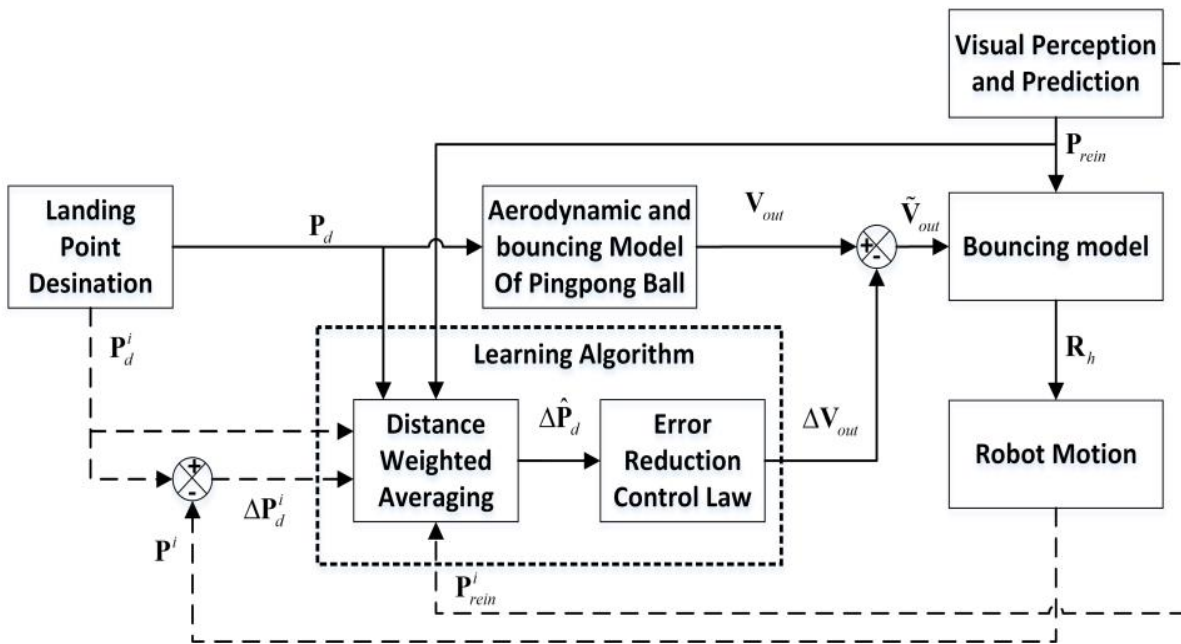 Visual Perception
and Prediction
P_rein
Landing
Point
Desination
P_d
Aerodynamic and
bouncing Model
Of Pingpong Ball
V_out
+
-
Ṽ_out
Bouncing model
P_d^i
Learning Algorithm
R_h
Distance
Weighted
Averaging
ΔP̂_d
Error
Reduction
Control Law
ΔV_out
Robot Motion
+
-
ΔP_d^i
P^i
P_rein^i